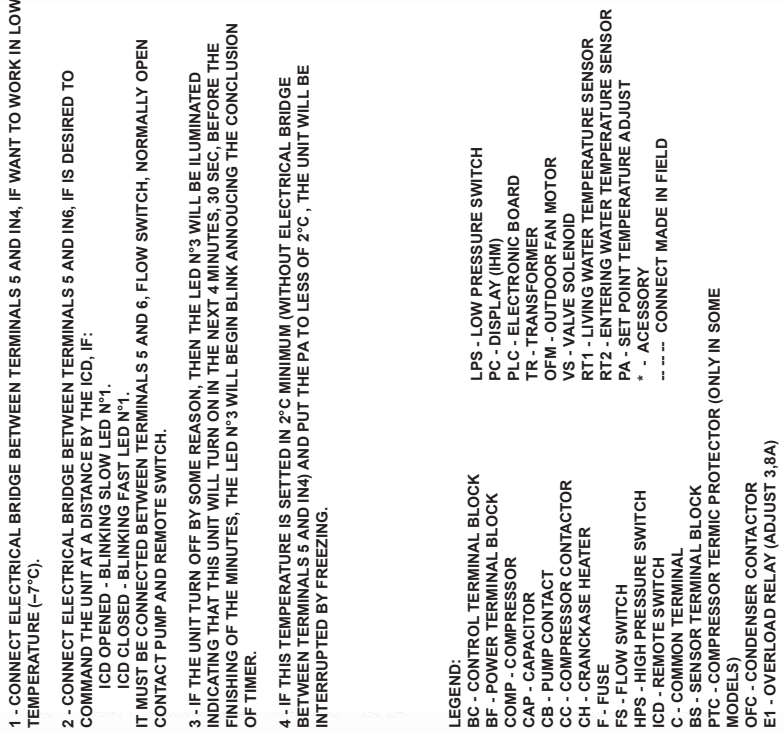 1 - CONNECT ELECTRICAL BRIDGE BETWEEN TERMINALS 5 AND IN4, IF WANT TO WORK IN LOW
TEMPERATURE (–7°C).
2 - CONNECT ELECTRICAL BRIDGE BETWEEN TERMINALS 5 AND IN6, IF IS DESIRED TO
COMMAND THE UNIT AT A DISTANCE BY THE ICD, IF:
ICD OPENED - BLINKING SLOW LED N°1.
ICD CLOSED - BLINKING FAST LED N°1.
IT MUST BE CONNECTED BETWEEN TERMINALS 5 AND 6, FLOW SWITCH, NORMALLY OPEN
CONTACT PUMP AND REMOTE SWITCH.
3 - IF THE UNIT TURN OFF BY SOME REASON, THEN THE LED N°3 WILL BE ILUMINATED
INDICATING THAT THIS UNIT WILL TURN ON IN THE NEXT 4 MINUTES, 30 SEC, BEFORE THE
FINISHING OF THE MINUTES, THE LED N°3 WILL BEGIN BLINK ANNOUCING THE CONCLUSION
OF TIMER.
4 - IF THIS TEMPERATURE IS SETTED IN 2°C MINIMUM (WITHOUT ELECTRICAL BRIDGE
BETWEEN TERMINALS 5 AND IN4) AND PUT THE PA TO LESS OF 2°C , THE UNIT WILL BE
INTERRUPTED BY FREEZING.
LEGEND:
BC - CONTROL TERMINAL BLOCK
BF - POWER TERMINAL BLOCK
COMP - COMPRESSOR
CAP - CAPACITOR
CB - PUMP CONTACT
CC - COMPRESSOR CONTACTOR
CH - CRANCKASE HEATER
F - FUSE
FS - FLOW SWITCH
HPS - HIGH PRESSURE SWITCH
ICD - REMOTE SWITCH
C - COMMON TERMINAL
BS - SENSOR TERMINAL BLOCK
PTC - COMPRESSOR TERMIC PROTECTOR (ONLY IN SOME
MODELS)
OFC - CONDENSER CONTACTOR
E1 - OVERLOAD RELAY (ADJUST 3,8A)
LPS - LOW PRESSURE SWITCH
PC - DISPLAY (IHM)
PLC - ELECTRONIC BOARD
TR - TRANSFORMER
OFM - OUTDOOR FAN MOTOR
VS - VALVE SOLENOID
RT1 - LIVING WATER TEMPERATURE SENSOR
RT2 - ENTERING WATER TEMPERATURE SENSOR
PA - SET POINT TEMPERATURE ADJUST
* - ACESSORY
-- -- -- CONNECT MADE IN FIELD